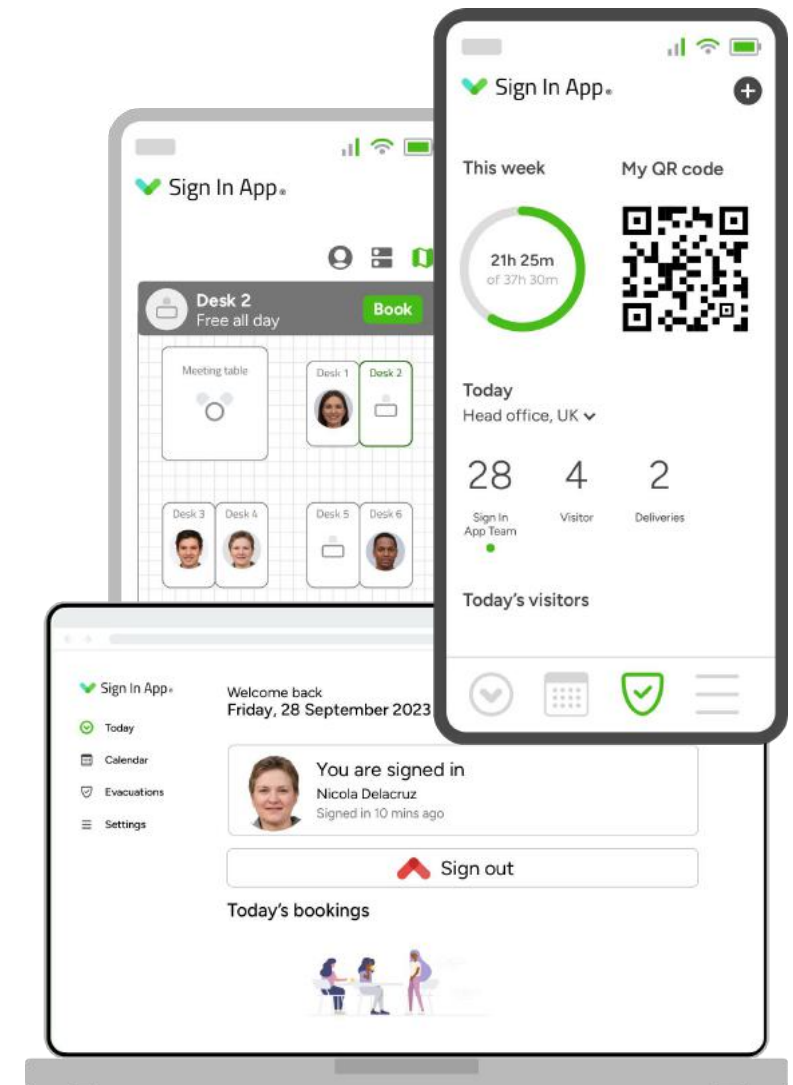 Sign In App®
This week
My QR code
21h 25m
of 37h 30m
Today
Head office, UK
28
4
2
Sign In
App Team
Visitor
Deliveries
Today's visitors
Sign In App®
Desk 2
Free all day
Book
Meeting table
Desk 1
Desk 2
Desk 3
Desk 4
Desk 5
Desk 6
Sign In App®
Today
Calendar
Evacuations
Settings
Welcome back
Friday, 28 September 2023
You are signed in
Nicola Delacruz
Signed in 10 mins ago
Sign out
Today's bookings